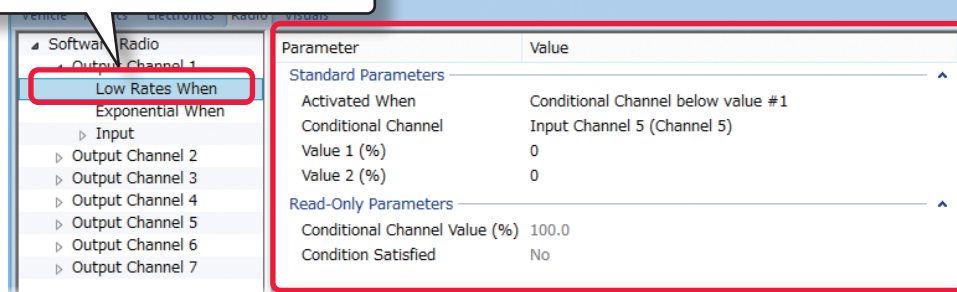 Vehicle Physics Electronics Radio Visuals
Software Radio
Output Channel 1
Low Rates When
Exponential When
Input
Output Channel 2
Output Channel 3
Output Channel 4
Output Channel 5
Output Channel 6
Output Channel 7
Parameter Value
Standard Parameters
Activated When Conditional Channel below value #1
Conditional Channel Input Channel 5 (Channel 5)
Value 1 (%) 0
Value 2 (%) 0
Read-Only Parameters
Conditional Channel Value (%) 100.0
Condition Satisfied No